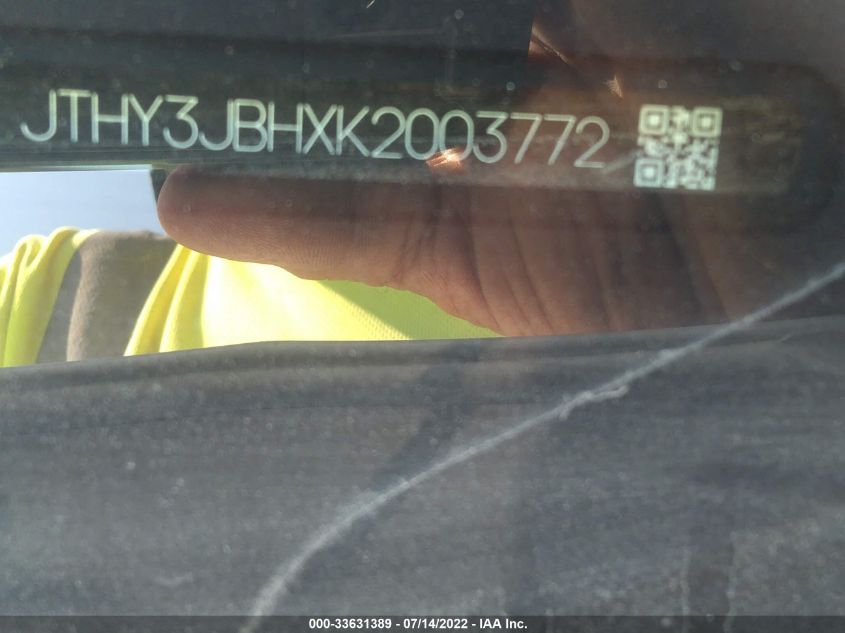 JTHY3JBHXK2003772
000-33631389 - 07/14/2022 - IAA Inc.